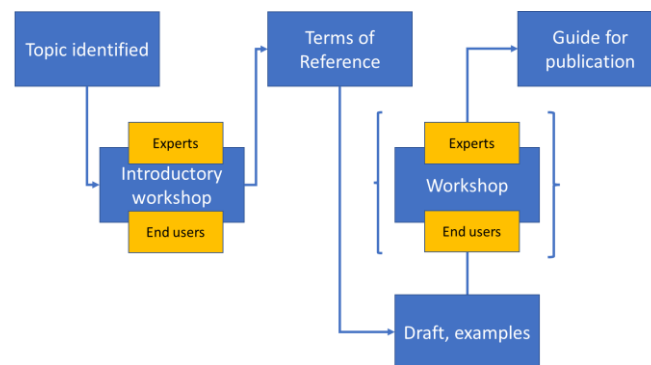 Topic identified
Experts
Introductory
workshop
End users
Terms of
Reference
Draft, examples
Experts
Workshop
End users
Guide for
publication